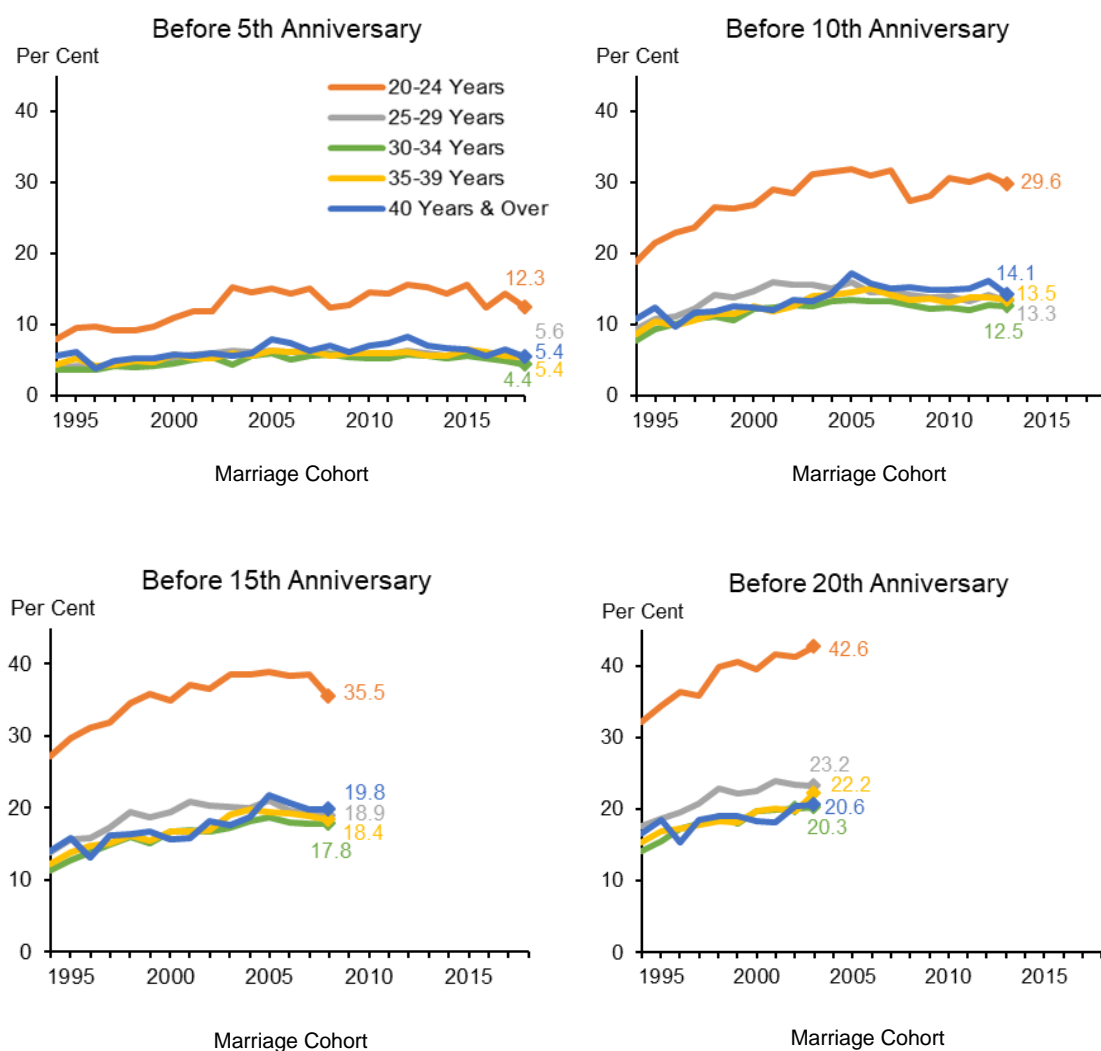 Before 5th Anniversary
Per Cent
40
30
20
10
0
20-24 Years
25-29 Years
30-34 Years
35-39 Years
40 Years & Over
12.3
5.6
5.4
5.4
4.4
1995 2000 2005 2010 2015
Marriage Cohort
Before 10th Anniversary
Per Cent
40
30
20
10
0
29.6
14.1
13.5
13.3
12.5
1995 2000 2005 2010 2015
Marriage Cohort
Before 15th Anniversary
Per Cent
40
30
20
10
0
35.5
19.8
18.9
18.4
17.8
1995 2000 2005 2010 2015
Marriage Cohort
Before 20th Anniversary
Per Cent
40
30
20
10
0
42.6
23.2
22.2
20.6
20.3
1995 2000 2005 2010 2015
Marriage Cohort